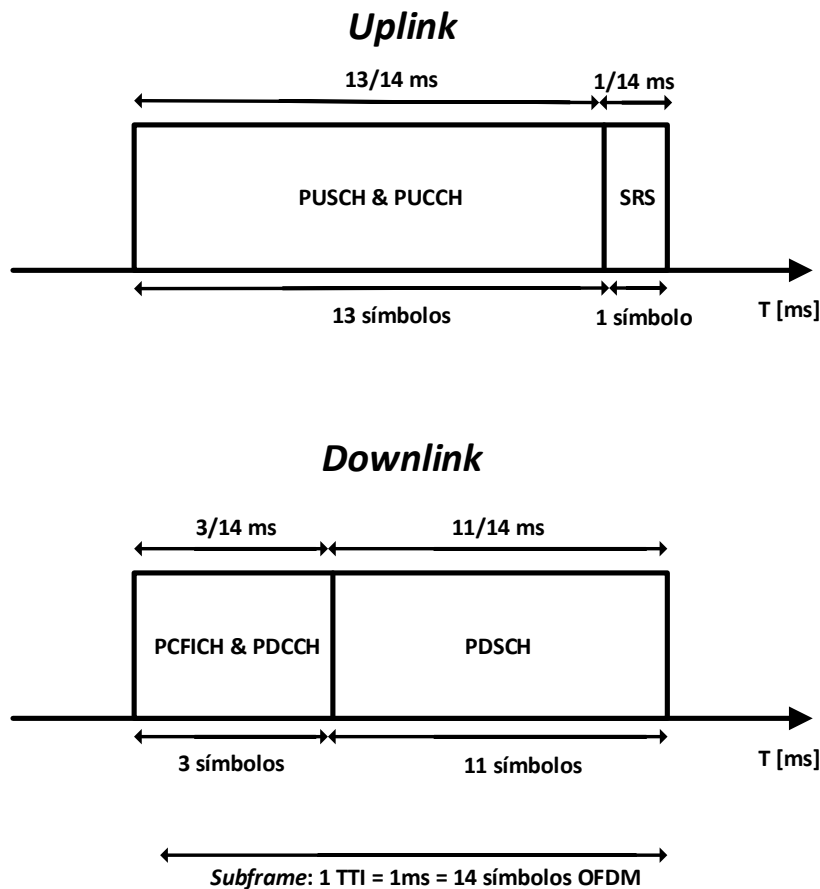 Uplink
13/14 ms
1/14 ms
PUSCH & PUCCH
SRS
13 símbolos
1 símbolo
T [ms]
Downlink
3/14 ms
11/14 ms
PCFICH & PDCCH
PDSCH
3 símbolos
11 símbolos
T [ms]
Subframe: 1 TTI = 1ms = 14 símbolos OFDM